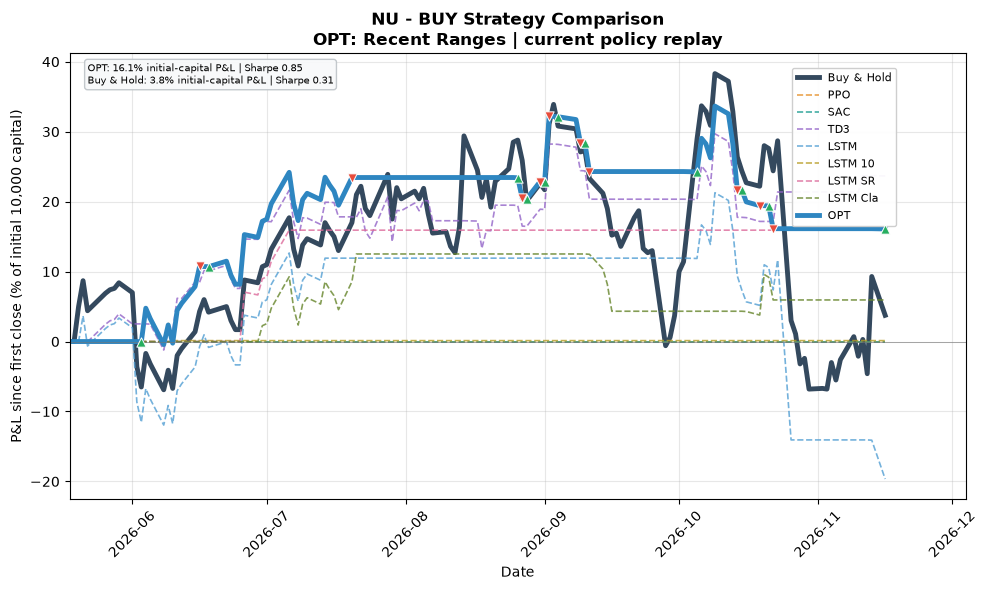 NU - BUY Strategy Comparison
OPT: Recent Ranges | current policy replay
OPT: 16.1% initial-capital P&L | Sharpe 0.85
Buy & Hold: 3.8% initial-capital P&L | Sharpe 0.31
Buy & Hold
PPO
SAC
TD3
LSTM
LSTM 10
LSTM SR
LSTM Cla
OPT
P&L since first close (% of initial 10,000 capital)
40
30
20
10
0
−10
−20
2026-06
2026-07
2026-08
2026-09
2026-10
2026-11
2026-12
Date